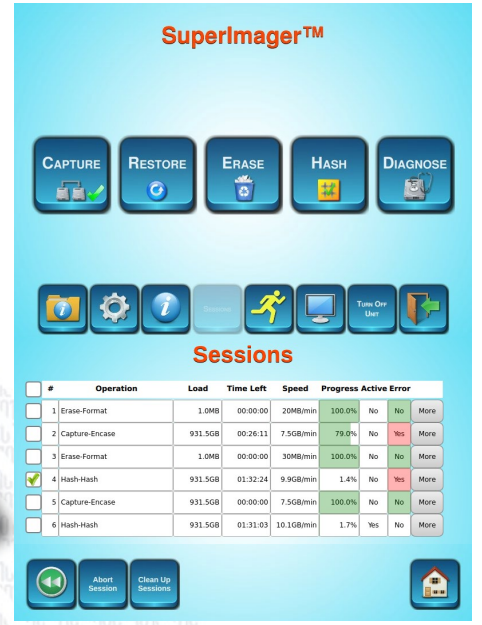 SuperImager™
CAPTURE RESTORE ERASE HASH DIAGNOSE
TURN OFF UNIT
Sessions
# Operation Load Time Left Speed Progress Active Error
1 Erase-Format 1.0MB 00:00:00 20MB/min 100.0% No No More
2 Capture-Encase 931.5GB 00:26:11 7.5GB/min 79.0% No Yes More
3 Erase-Format 1.0MB 00:00:00 30MB/min 100.0% No No More
4 Hash-Hash 931.5GB 01:32:24 9.9GB/min 1.4% No Yes More
5 Capture-Encase 931.5GB 00:00:00 7.5GB/min 100.0% No No More
6 Hash-Hash 931.5GB 01:31:03 10.1GB/min 1.7% Yes No More
Abort Session Clean Up Sessions